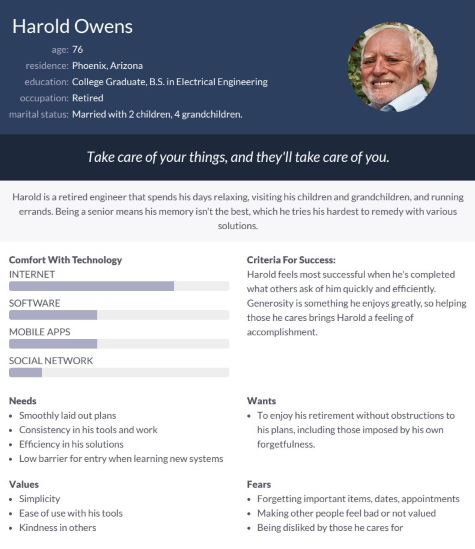 Harold Owens
age: 76
residence: Phoenix, Arizona
education: College Graduate, B.S. in Electrical Engineering
occupation: Retired
marital status: Married with 2 children, 4 grandchildren.
Take care of your things, and they'll take care of you.
Harold is a retired engineer that spends his days relaxing, visiting his children and grandchildren, and running
errands. Being a senior means his memory isn't the best, which he tries his hardest to remedy with various
solutions.
Comfort With Technology
INTERNET
SOFTWARE
MOBILE APPS
SOCIAL NETWORK
Criteria For Success:
Harold feels most successful when he's completed
what others ask of him quickly and efficiently.
Generosity is something he enjoys greatly, so helping
those he cares brings Harold a feeling of
accomplishment.
Needs
• Smoothly laid out plans
• Consistency in his tools and work
• Efficiency in his solutions
• Low barrier for entry when learning new systems
Wants
• To enjoy his retirement without obstructions to
his plans, including those imposed by his own
forgetfulness.
Values
• Simplicity
• Ease of use with his tools
• Kindness in others
Fears
• Forgetting important items, dates, appointments
• Making other people feel bad or not valued
• Being disliked by those he cares for